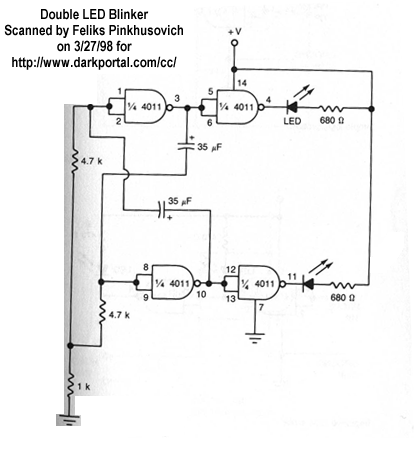 Double LED Blinker
Scanned by Feliks Pinkhusovich
on 3/27/98 for
http://www.darkportal.com/cc/
+V
14
1
2
¼ 4011
3
5
6
¼ 4011
4
LED
680 Ω
+
35 µF
4.7 k
35 µF
+
8
9
¼ 4011
10
12
13
¼ 4011
11
7
680 Ω
4.7 k
1 k